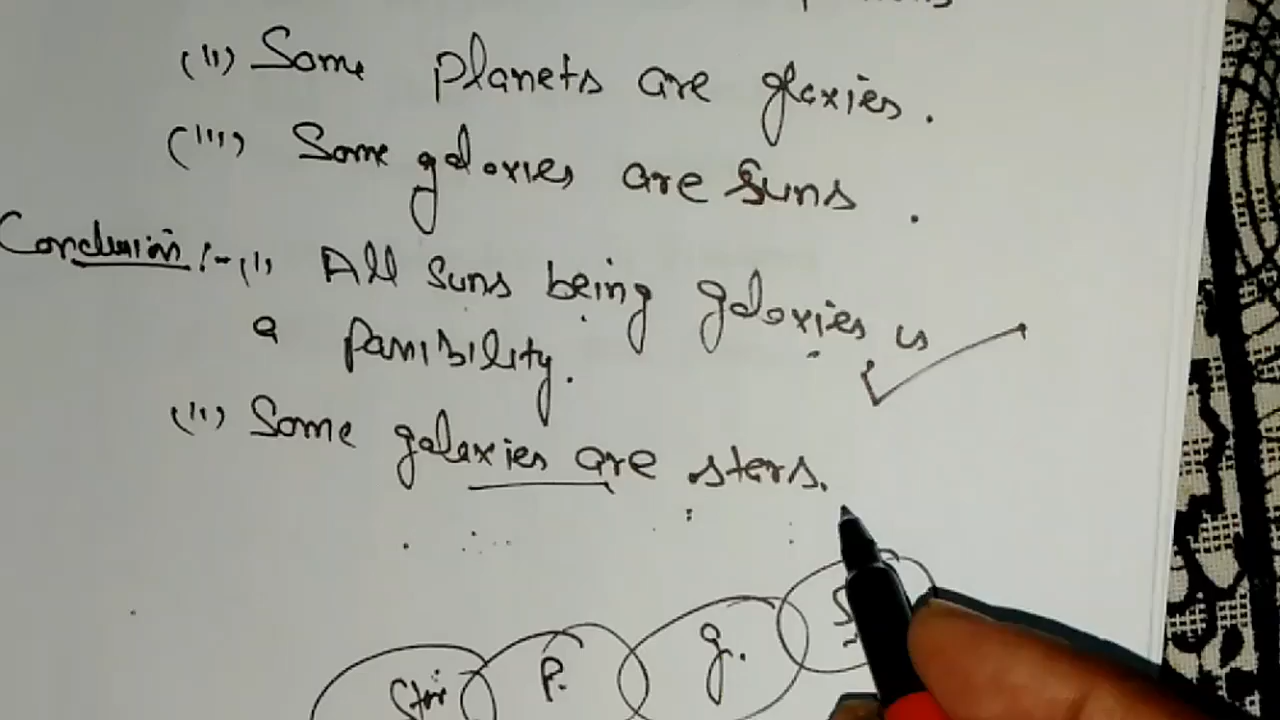 (ii) Some planets are glaxies.
(iii) Some galaxies are Suns.
Conclusion :- (i) All suns being galaxies is
a Possibility.
(ii) Some galaxies are stars.
Star P. g.